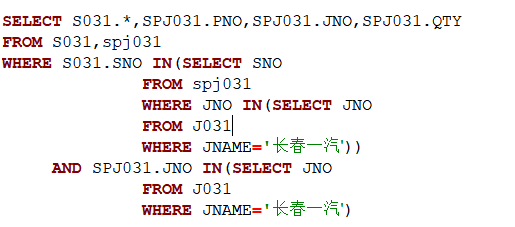 SELECT S031.*,SPJ031.PNO,SPJ031.JNO,SPJ031.QTY
FROM S031,spj031
WHERE S031.SNO IN(SELECT SNO
FROM spj031
WHERE JNO IN(SELECT JNO
FROM J031
WHERE JNAME='长春一汽'))
AND SPJ031.JNO IN(SELECT JNO
FROM J031
WHERE JNAME='长春一汽')